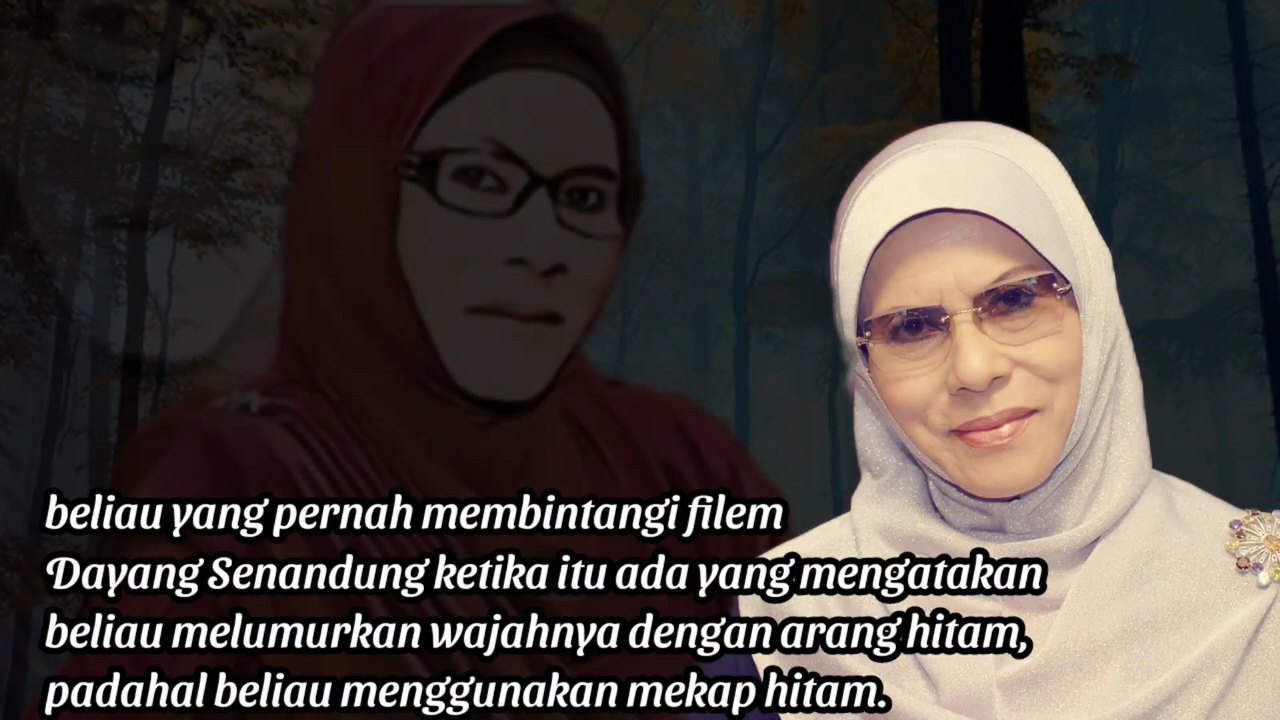 beliau yang pernah membintangi filem
Dayang Senandung ketika itu ada yang mengatakan
beliau melumurkan wajahnya dengan arang hitam,
padahal beliau menggunakan mekap hitam.